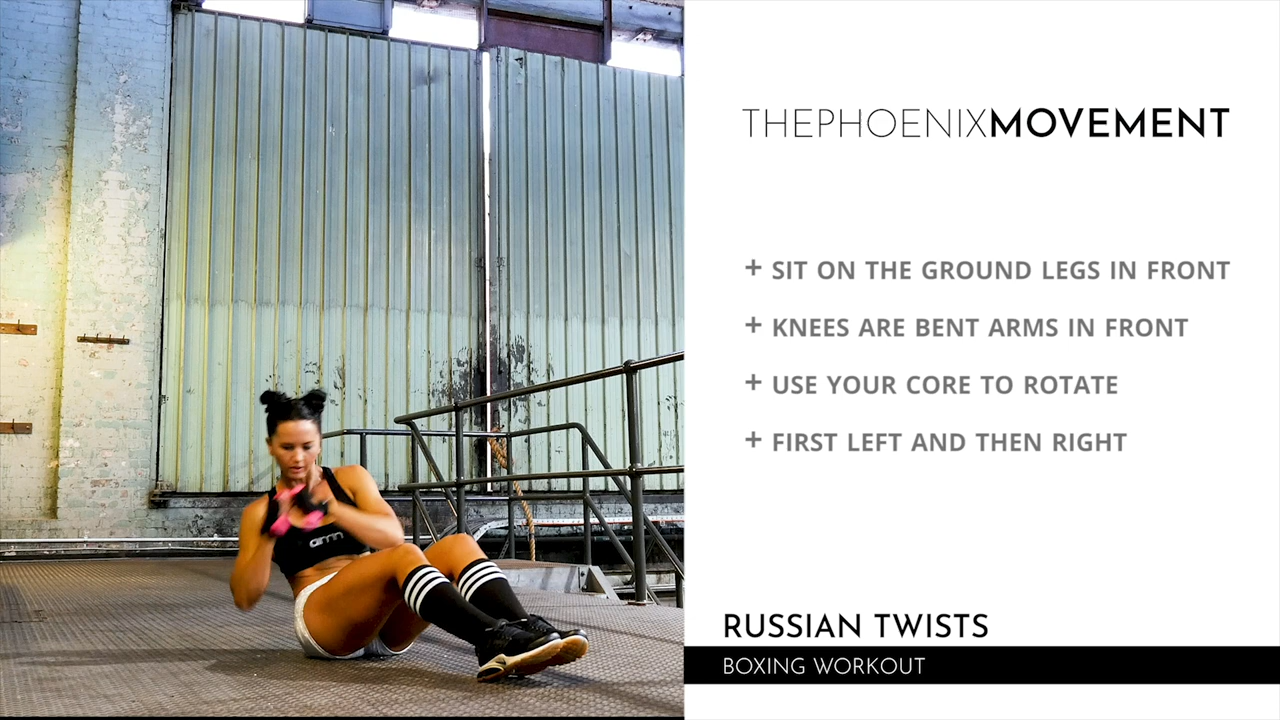 THEPHOENIXMOVEMENT
+ SIT ON THE GROUND LEGS IN FRONT
+ KNEES ARE BENT ARMS IN FRONT
+ USE YOUR CORE TO ROTATE
+ FIRST LEFT AND THEN RIGHT
RUSSIAN TWISTS
BOXING WORKOUT